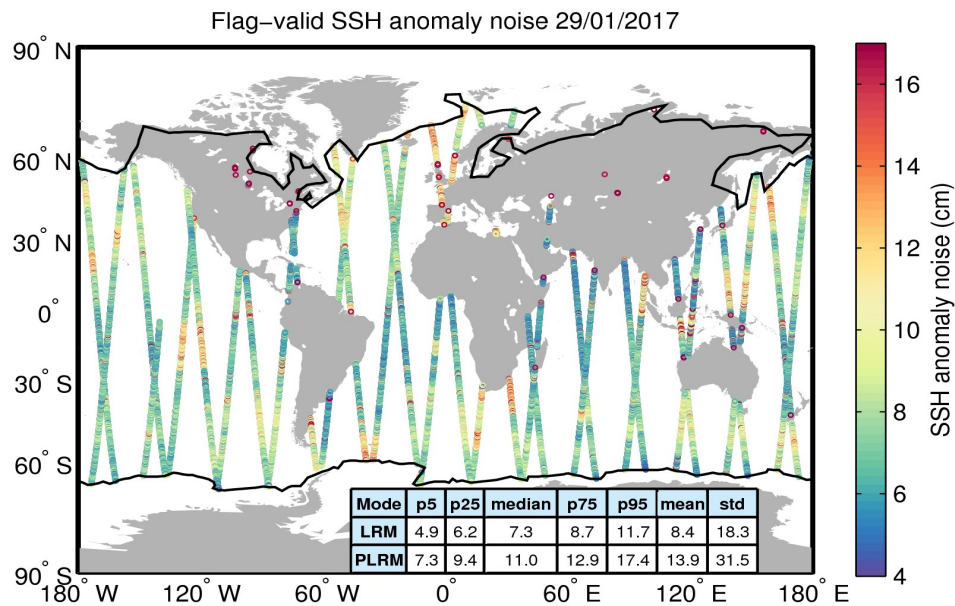 Flag−valid SSH anomaly noise 29/01/2017
90° N
60° N
30° N
0°
30° S
60° S
90° S
180° W
120° W
60° W
0°
60° E
120° E
180° E
Mode p5 p25 median p75 p95 mean std
LRM 4.9 6.2 7.3 8.7 11.7 8.4 18.3
PLRM 7.3 9.4 11.0 12.9 17.4 13.9 31.5
16
14
12
10
8
6
4
SSH anomaly noise (cm)